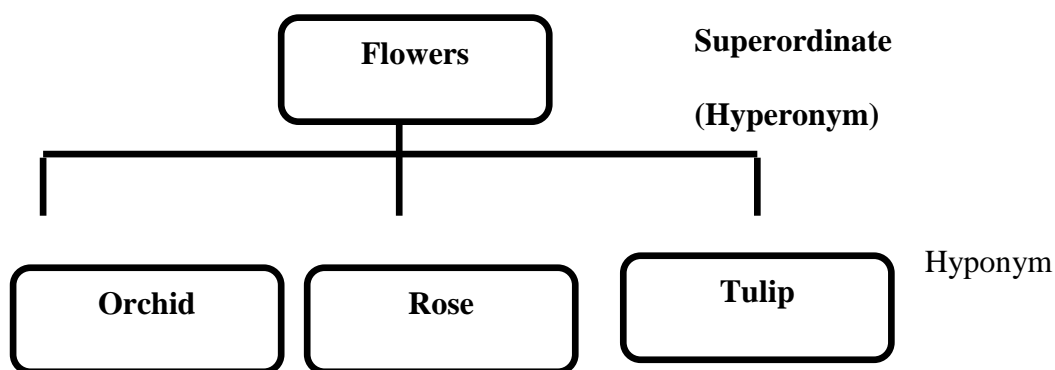 Flowers
Superordinate
(Hyperonym)
Orchid
Rose
Tulip
Hyponym